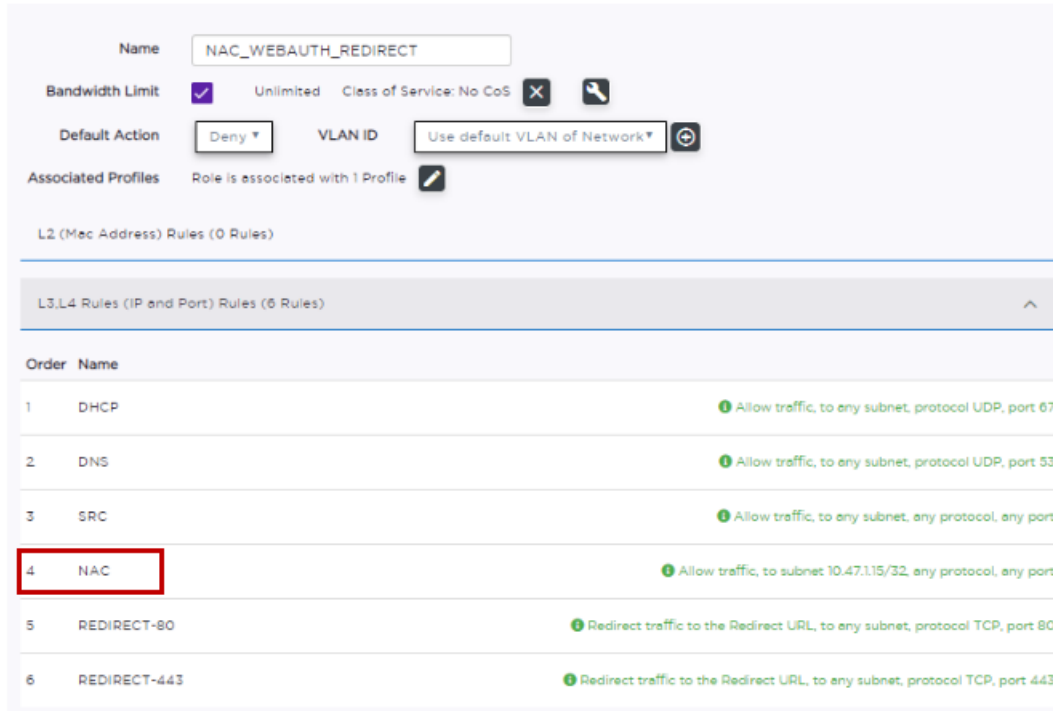 Name NAC_WEBAUTH_REDIRECT
Bandwidth Limit Unlimited Class of Service: No CoS
Default Action Deny VLAN ID Use default VLAN of Network
Associated Profiles Role is associated with 1 Profile
L2 (Mac Address) Rules (0 Rules)
L3,L4 Rules (IP and Port) Rules (6 Rules)
Order Name
1 DHCP Allow traffic, to any subnet, protocol UDP, port 67
2 DNS Allow traffic, to any subnet, protocol UDP, port 53
3 SRC Allow traffic, to any subnet, any protocol, any port
4 NAC Allow traffic, to subnet 10.47.1.15/32, any protocol, any port
5 REDIRECT-80 Redirect traffic to the Redirect URL, to any subnet, protocol TCP, port 80
6 REDIRECT-443 Redirect traffic to the Redirect URL, to any subnet, protocol TCP, port 443